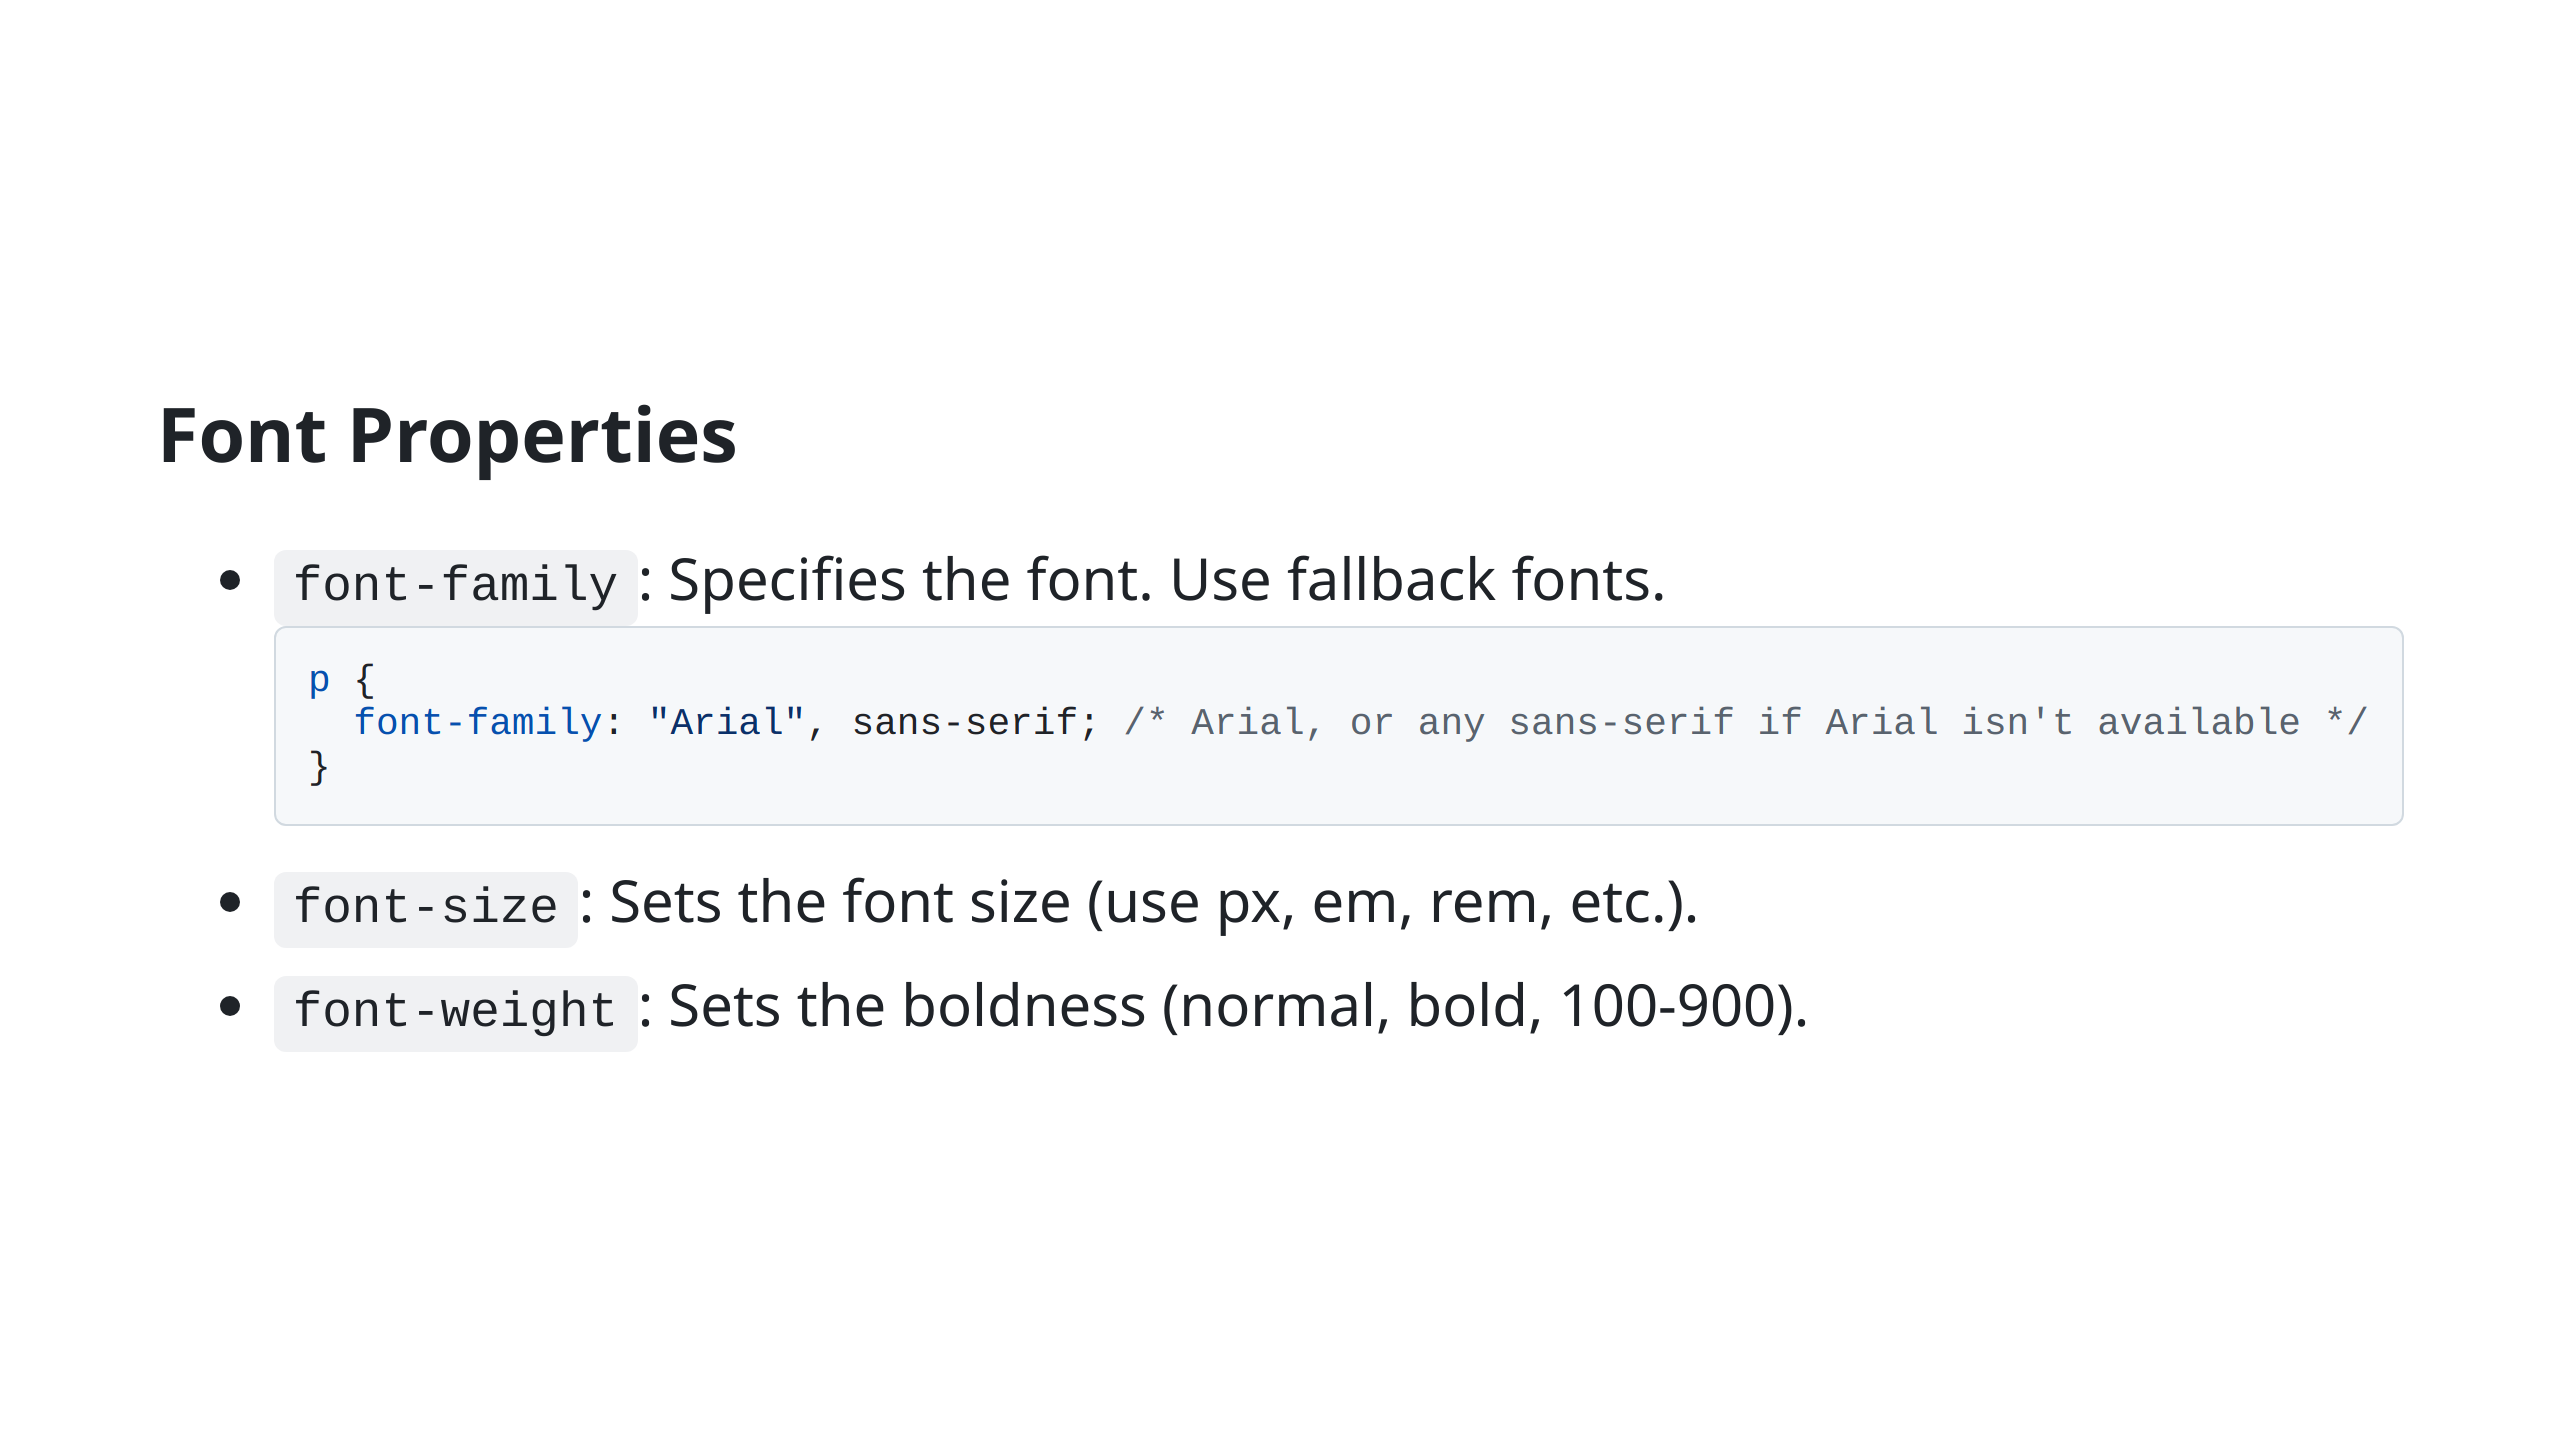 Font Properties
font-family: Specifies the font. Use fallback fonts.
p {
  font-family: "Arial", sans-serif; /* Arial, or any sans-serif if Arial isn't available */
}
font-size: Sets the font size (use px, em, rem, etc.).
font-weight: Sets the boldness (normal, bold, 100-900).